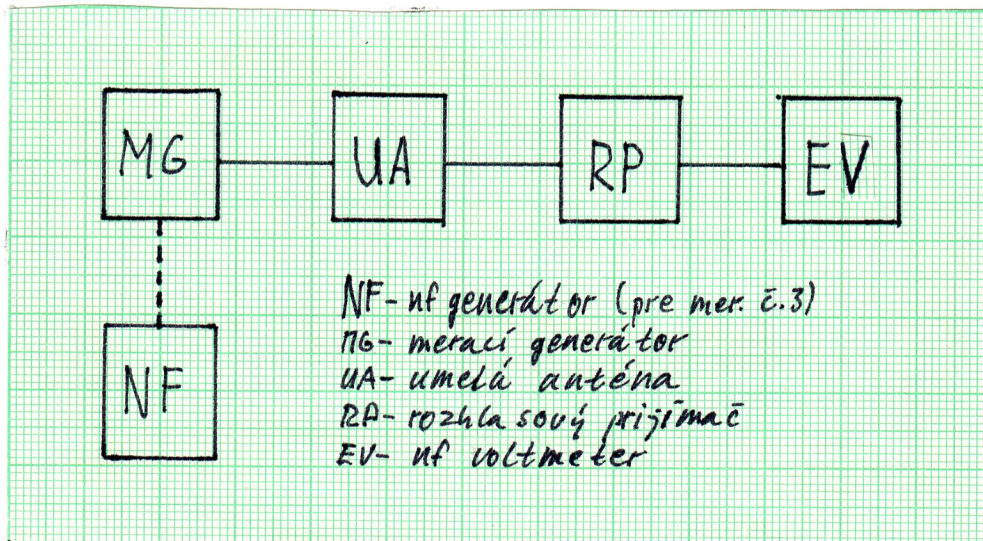 MG UA RP EV
NF
NF- nf generátor (pre mer. č.3)
MG- merací generátor
UA- umelá anténa
RP- rozhlasový prijímač
EV- nf voltmeter